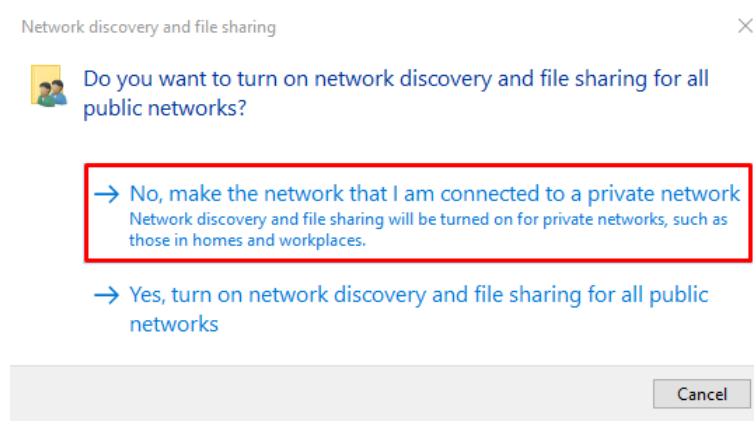 Network discovery and file sharing
Do you want to turn on network discovery and file sharing for all
public networks?
No, make the network that I am connected to a private network
Network discovery and file sharing will be turned on for private networks, such as
those in homes and workplaces.
Yes, turn on network discovery and file sharing for all public
networks
Cancel